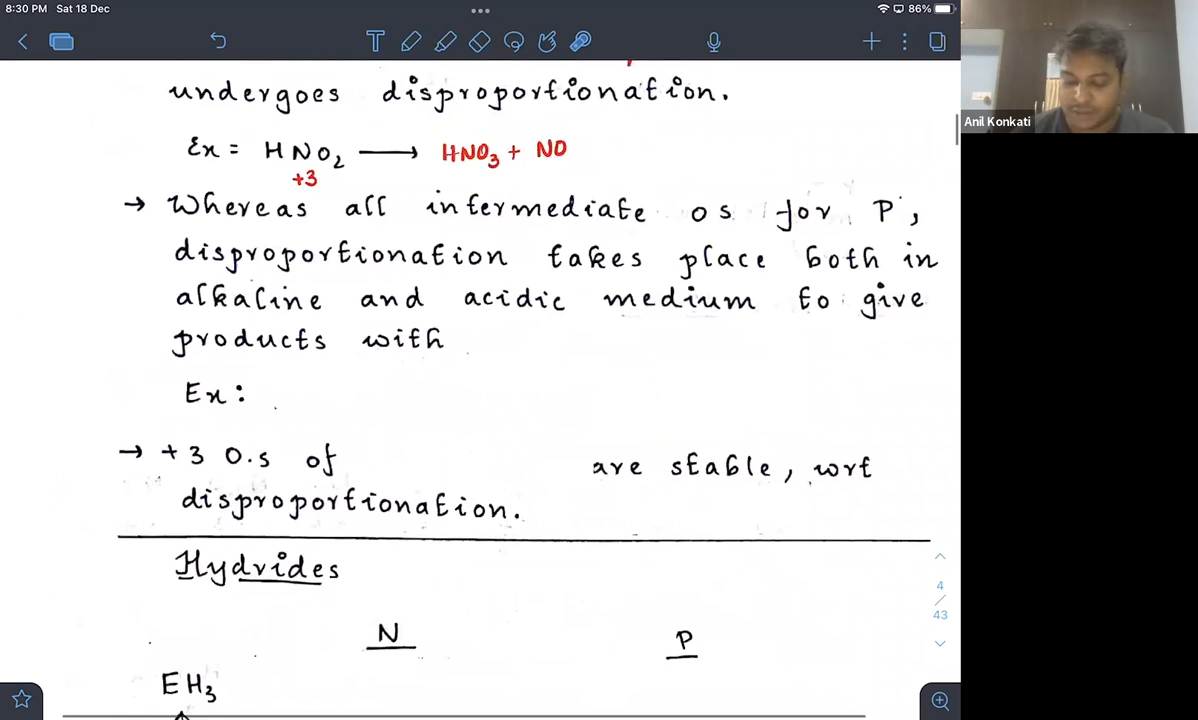 8:30 PM Sat 18 Dec
86%
Anil Konkati
undergoes disproportionation.
Ex = HNO2 ⟶ HNO3 + NO
+3
→ Whereas all intermediate os for P,
disproportionation takes place both in
alkaline and acidic medium to give
products with
Ex:
→ +3 O.s of are stable, wrt
disproportionation.
Hydrides
N P
EH3
4
/
43